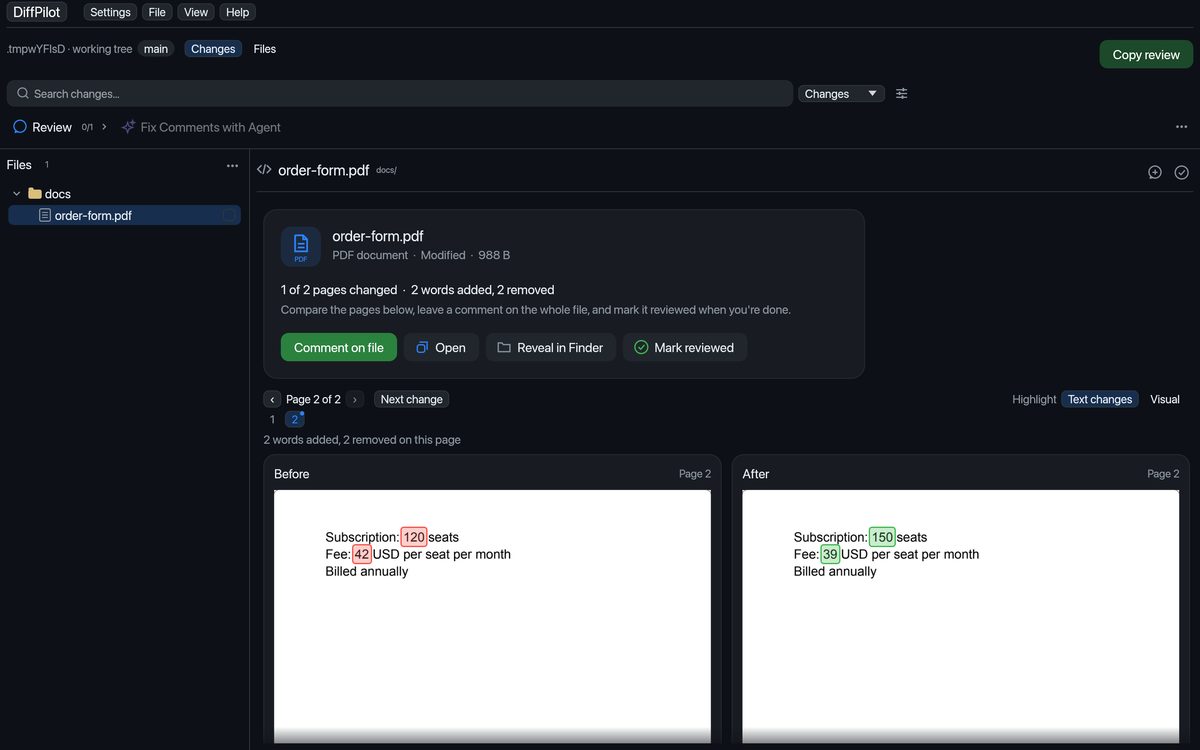 DiffPilot Settings File View Help
.tmpwYFlsD · working tree main Changes Files
Copy review
Search changes...
Changes
Review 0/1 Fix Comments with Agent
Files 1
docs
order-form.pdf
order-form.pdf docs/
order-form.pdf
PDF
PDF document · Modified · 988 B
1 of 2 pages changed · 2 words added, 2 removed
Compare the pages below, leave a comment on the whole file, and mark it reviewed when you're done.
Comment on file Open Reveal in Finder Mark reviewed
Page 2 of 2 Next change
Highlight Text changes Visual
1 2
2 words added, 2 removed on this page
Before Page 2
Subscription: 120 seats
Fee: 42 USD per seat per month
Billed annually
After Page 2
Subscription: 150 seats
Fee: 39 USD per seat per month
Billed annually